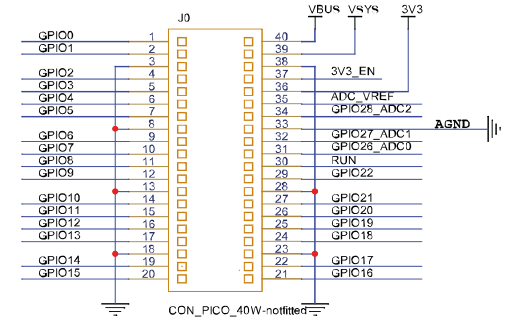 J0
VBUS VSYS 3V3
GPIO0 1 40
GPIO1 2 39
3 38
GPIO2 4 37 3V3_EN
GPIO3 5 36
GPIO4 6 35 ADC_VREF
GPIO5 7 34 GPIO28_ADC2
8 33 AGND
GPIO6 9 32 GPIO27_ADC1
GPIO7 10 31 GPIO26_ADC0
GPIO8 11 30 RUN
GPIO9 12 29 GPIO22
13 28
GPIO10 14 27 GPIO21
GPIO11 15 26 GPIO20
GPIO12 16 25 GPIO19
GPIO13 17 24 GPIO18
18 23
GPIO14 19 22 GPIO17
GPIO15 20 21 GPIO16
CON_PICO_40W-notfitted